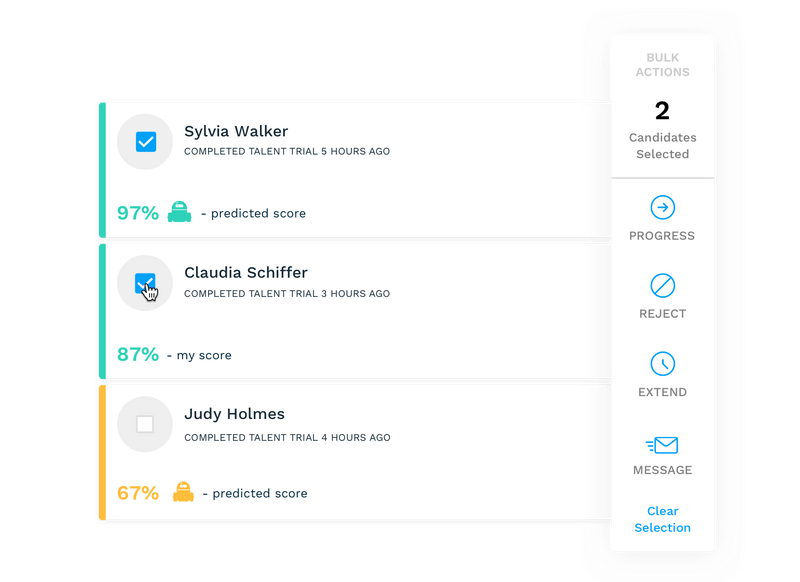 BULK
ACTIONS
2
Candidates
Selected
Sylvia Walker
COMPLETED TALENT TRIAL 5 HOURS AGO
97% - predicted score
Claudia Schiffer
COMPLETED TALENT TRIAL 3 HOURS AGO
87% - my score
Judy Holmes
COMPLETED TALENT TRIAL 4 HOURS AGO
67% - predicted score
PROGRESS
REJECT
EXTEND
MESSAGE
Clear
Selection